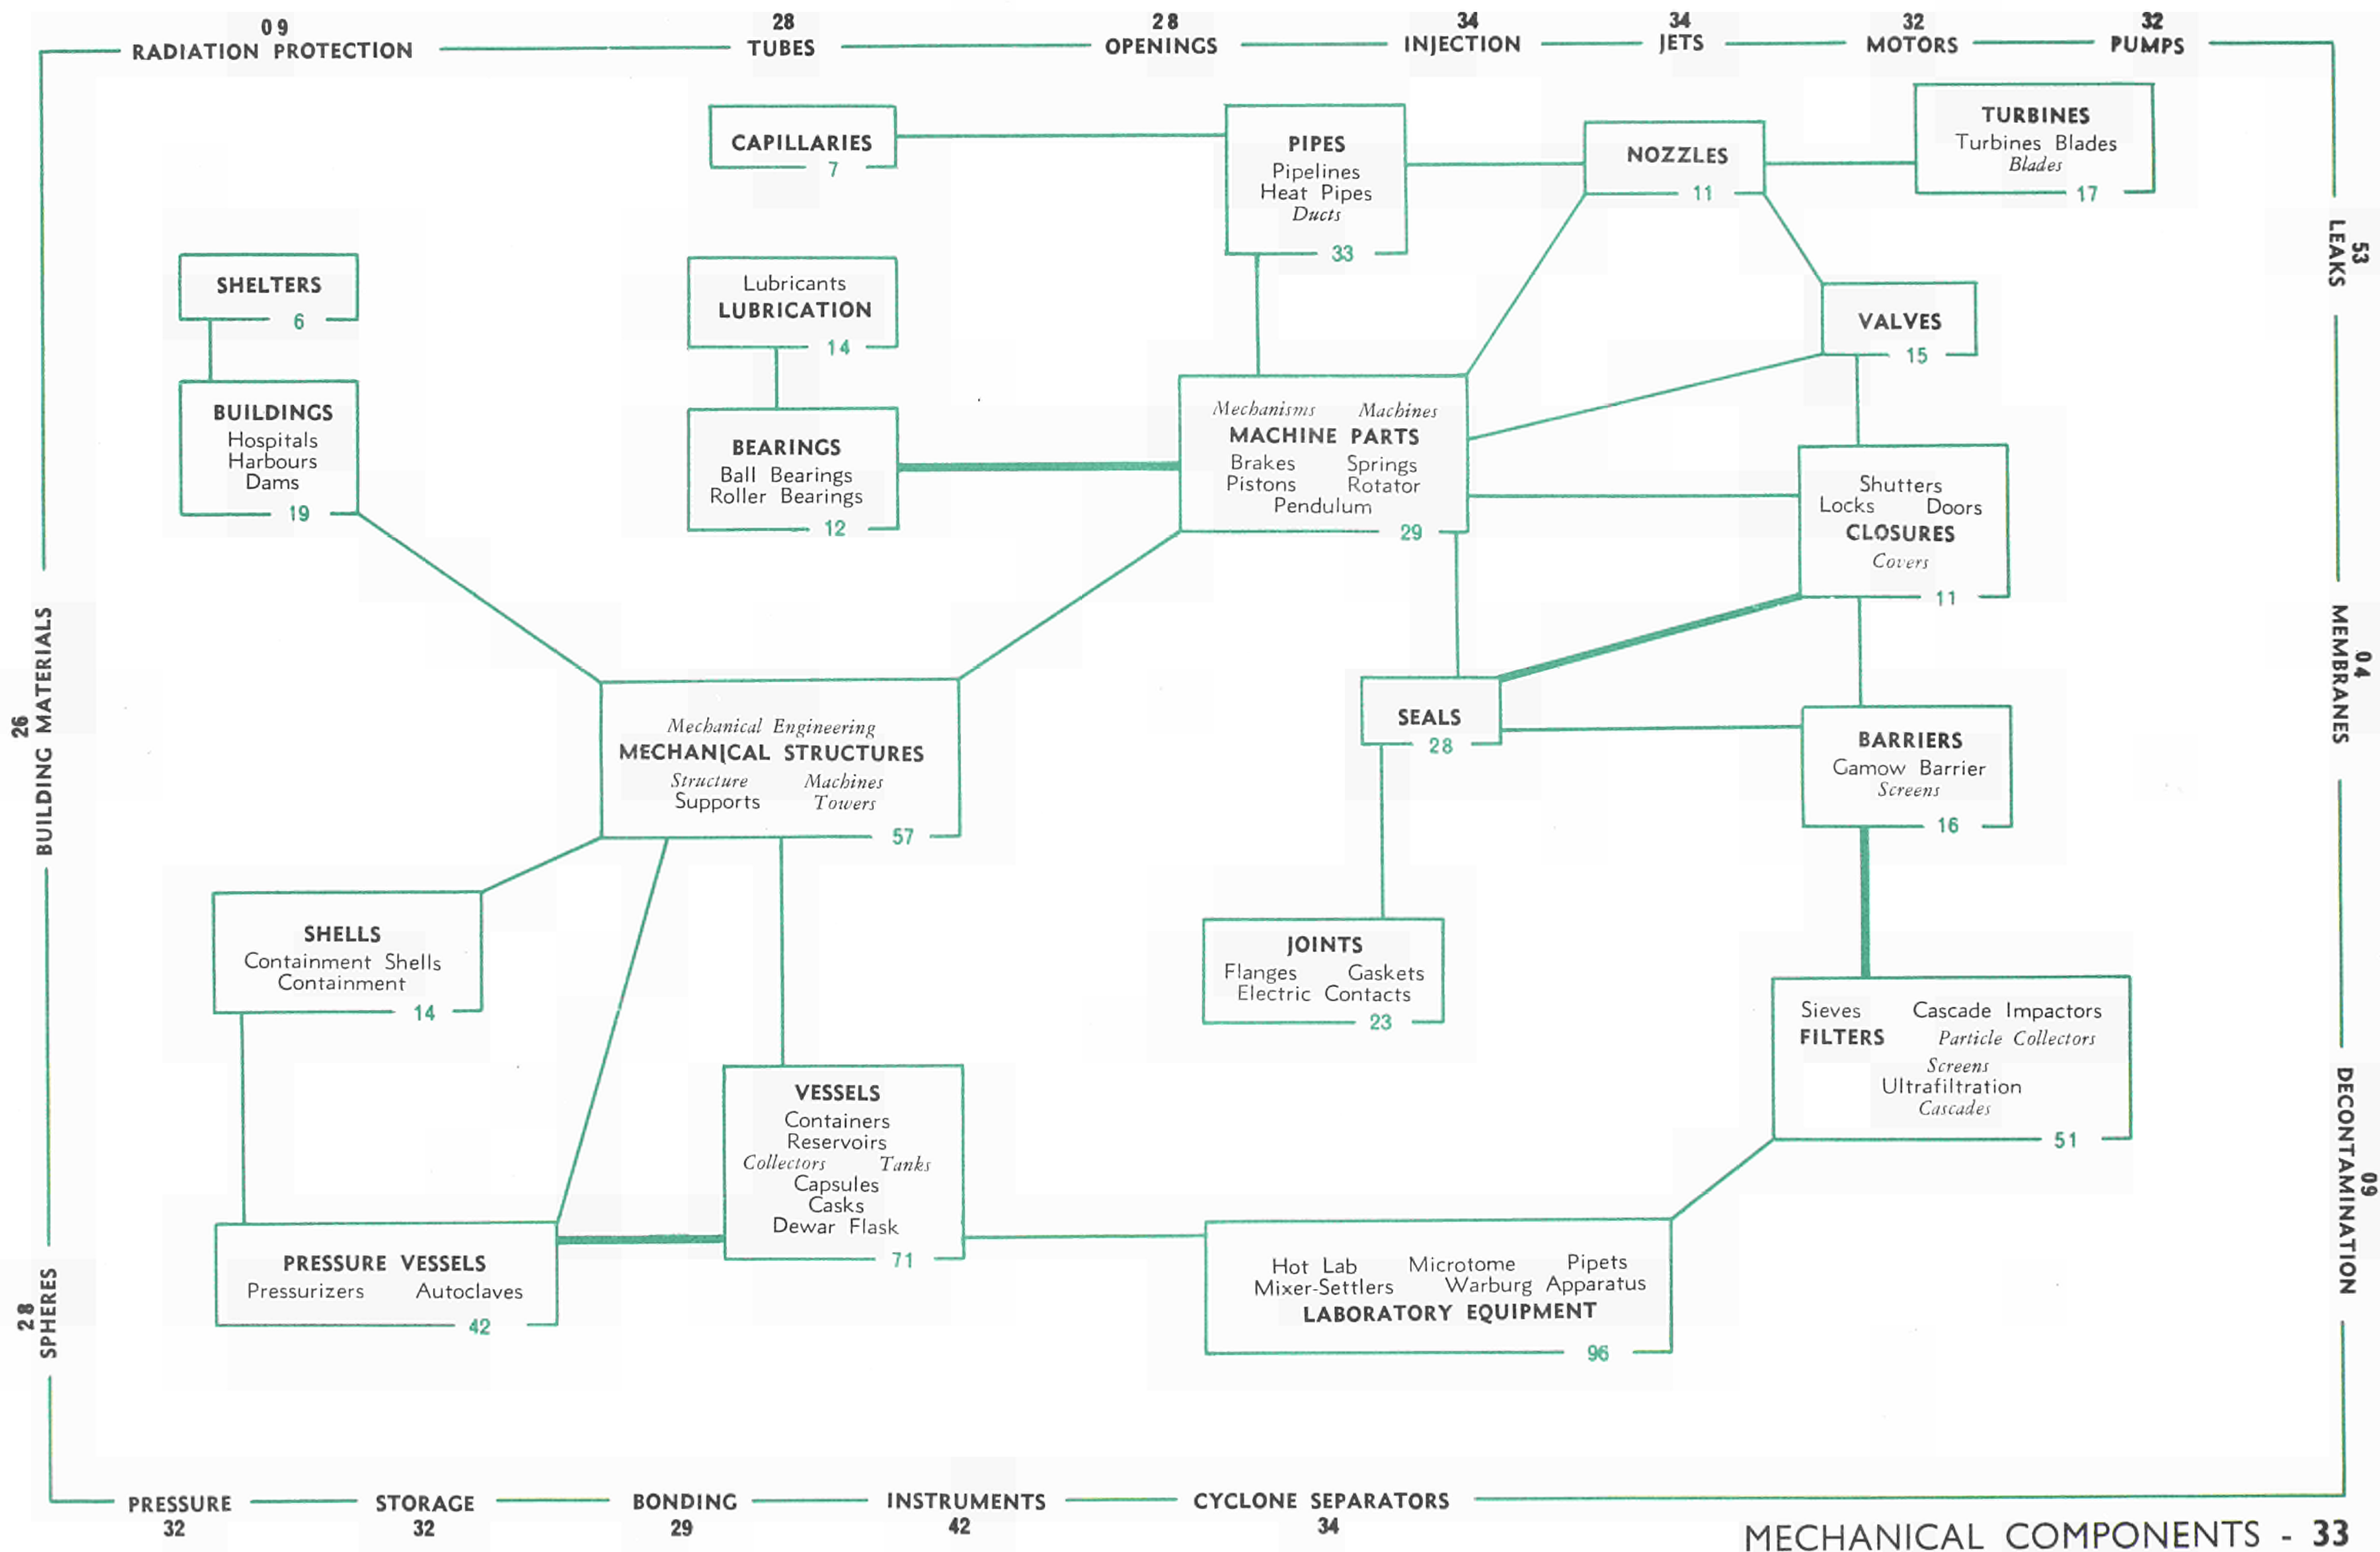 09
RADIATION PROTECTION
28
TUBES
28
OPENINGS
34
INJECTION
34
JETS
32
MOTORS
32
PUMPS
CAPILLARIES
7
PIPES
Pipelines
Heat Pipes
Ducts
33
NOZZLES
11
TURBINES
Turbines Blades
Blades
17
53
LEAKS
SHELTERS
6
Lubricants
LUBRICATION
14
VALVES
15
BUILDINGS
Hospitals
Harbours
Dams
19
BEARINGS
Ball Bearings
Roller Bearings
12
Mechanisms Machines
MACHINE PARTS
Brakes Springs
Pistons Rotator
Pendulum
29
Shutters
Locks Doors
CLOSURES
Covers
11
26
BUILDING MATERIALS
04
MEMBRANES
Mechanical Engineering
MECHANICAL STRUCTURES
Structure Machines
Supports Towers
57
SEALS
28
BARRIERS
Gamow Barrier
Screens
16
SHELLS
Containment Shells
Containment
14
JOINTS
Flanges Gaskets
Electric Contacts
23
Sieves Cascade Impactors
FILTERS Particle Collectors
Screens
Ultrafiltration
Cascades
51
09
DECONTAMINATION
VESSELS
Containers
Reservoirs
Collectors Tanks
Capsules
Casks
Dewar Flask
71
28
SPHERES
PRESSURE VESSELS
Pressurizers Autoclaves
42
Hot Lab Microtome Pipets
Mixer-Settlers Warburg Apparatus
LABORATORY EQUIPMENT
96
PRESSURE
32
STORAGE
32
BONDING
29
INSTRUMENTS
42
CYCLONE SEPARATORS
34
MECHANICAL COMPONENTS - 33